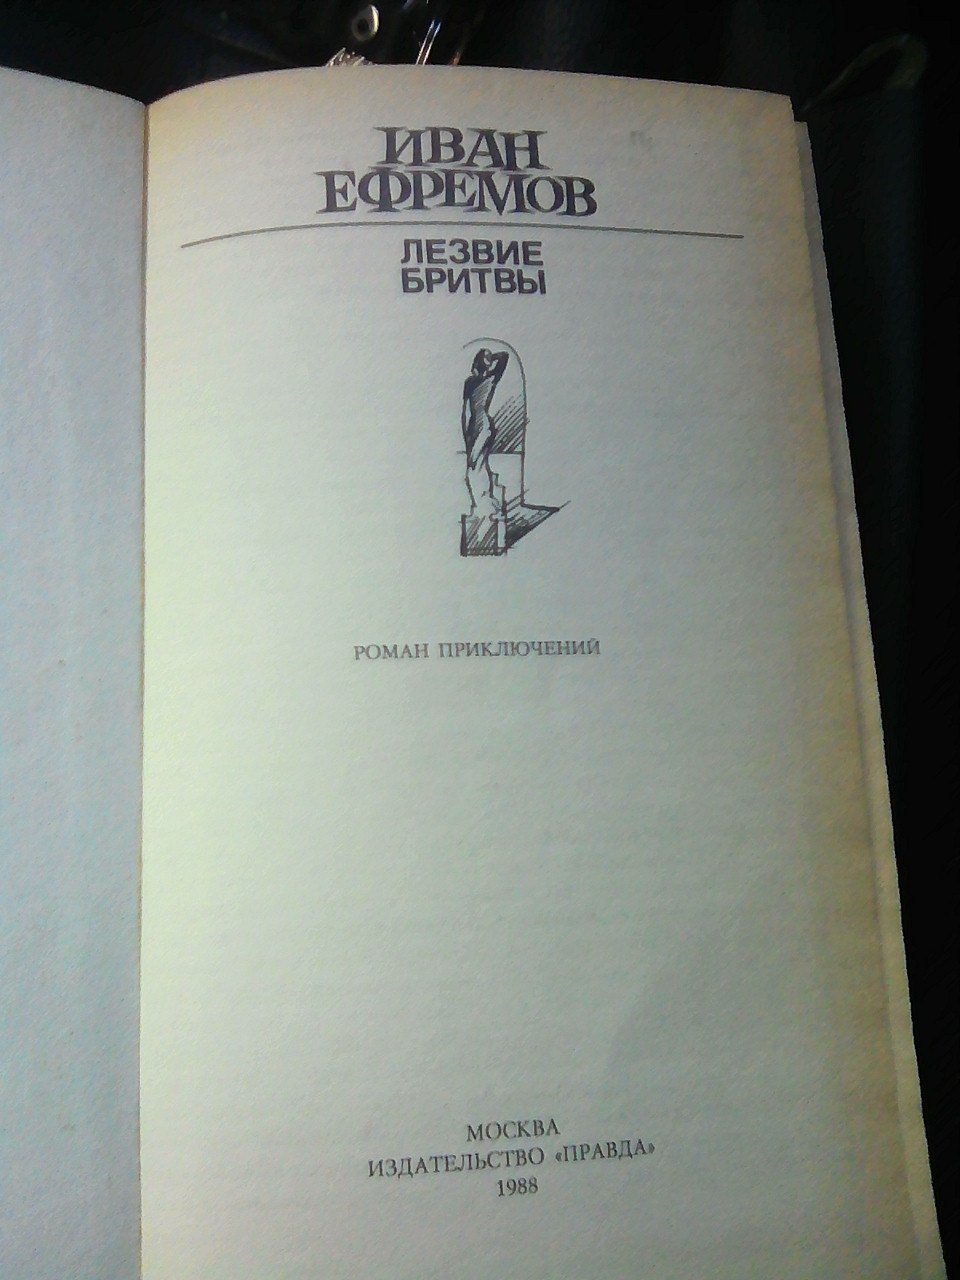 ИВАН
ЕФРЕМОВ
ЛЕЗВИЕ
БРИТВЫ
РОМАН ПРИКЛЮЧЕНИЙ
МОСКВА
ИЗДАТЕЛЬСТВО «ПРАВДА»
1988